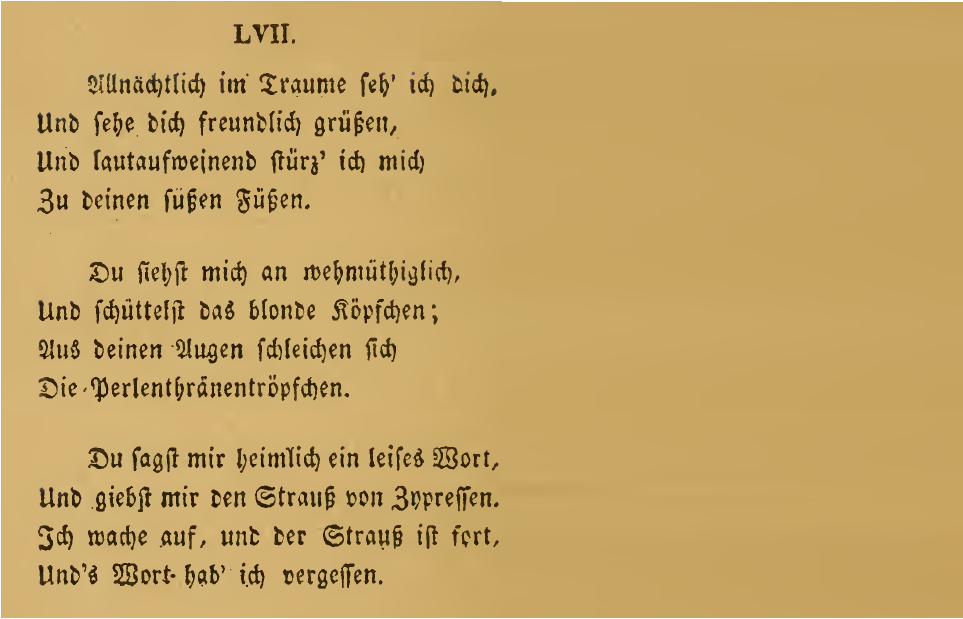 LVII.
Allnächtlich im Traume seh' ich dich,
Und sehe dich freundlich grüßen,
Und lautaufweinend stürz' ich mich
Zu deinen süßen Füßen.
Du siehst mich an wehmüthiglich,
Und schüttelst das blonde Köpfchen;
Aus deinen Augen schleichen sich
Die Perlenthränentröpfchen.
Du sagst mir heimlich ein leises Wort,
Und giebst mir den Strauß von Zypressen.
Ich wache auf, und der Strauß ist fort,
Und's Wort hab' ich vergessen.